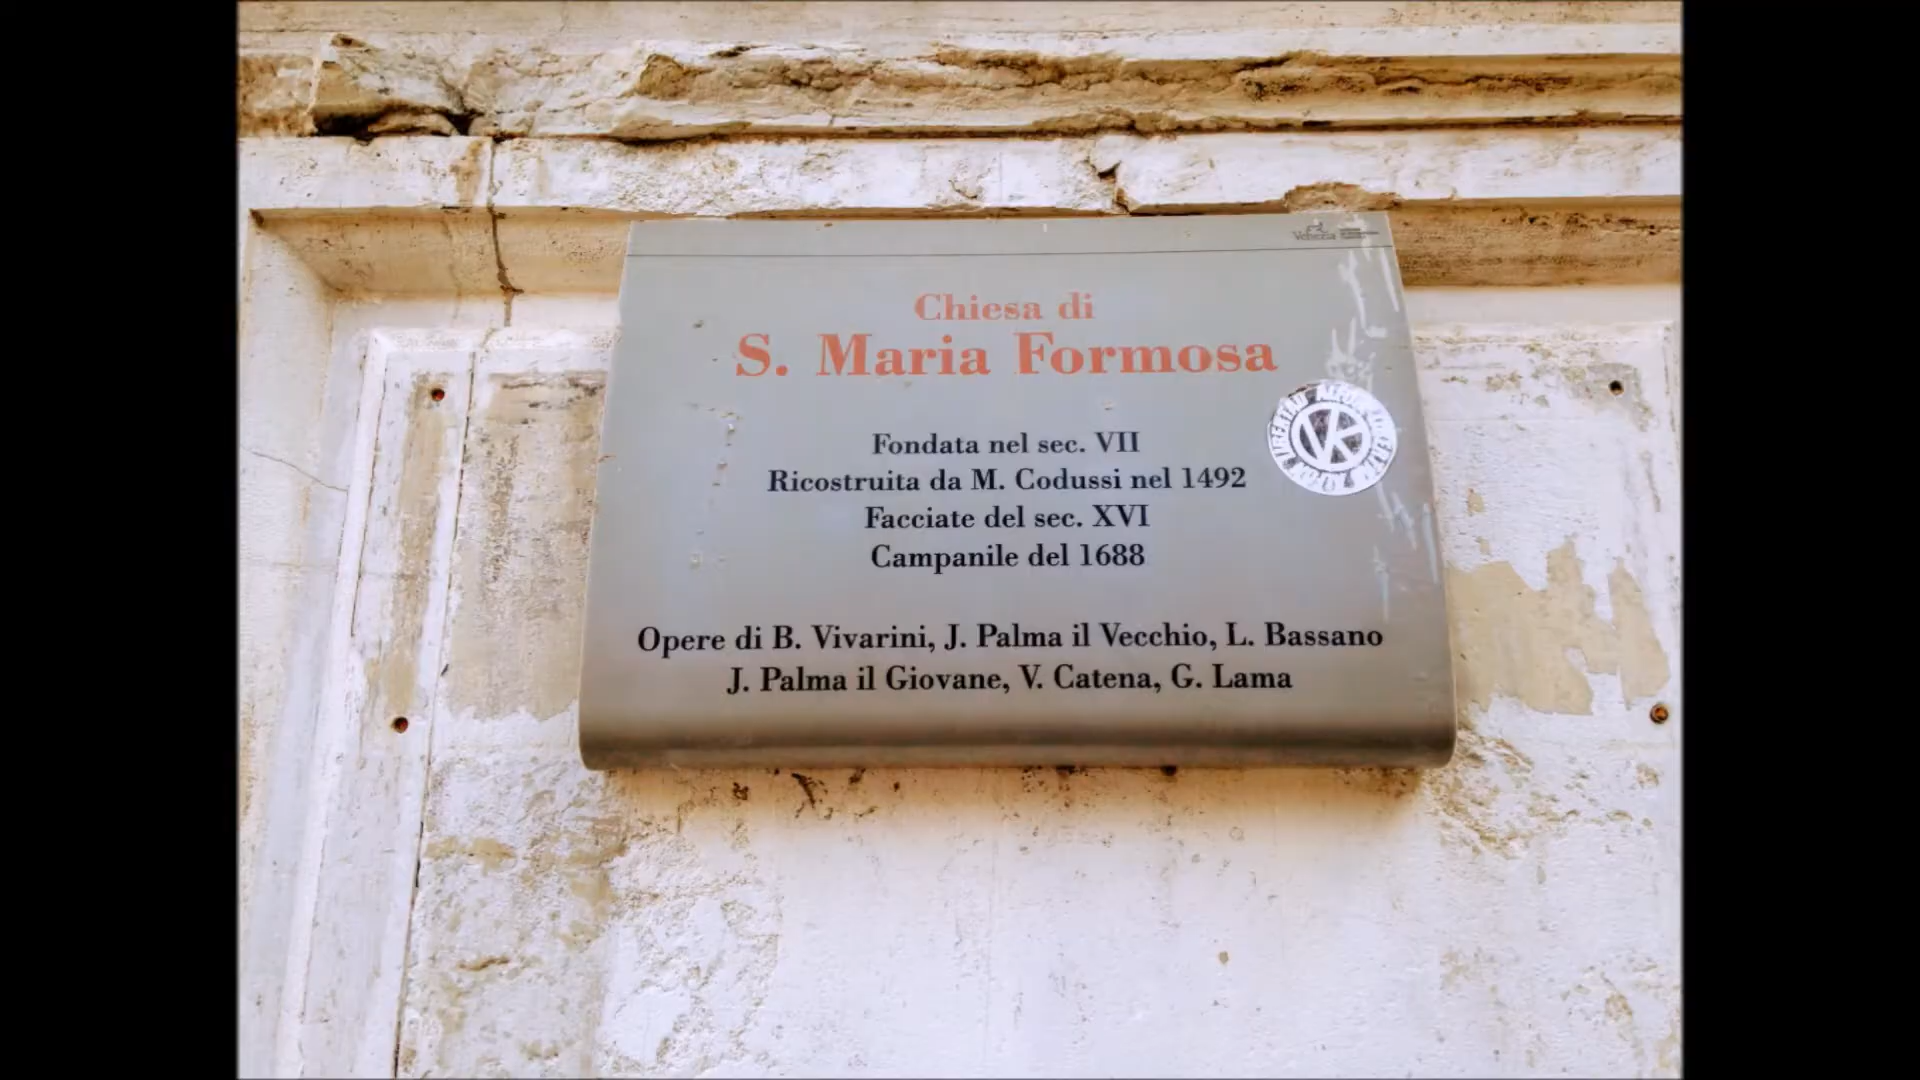 Venezia
Chiesa di
S. Maria Formosa
Fondata nel sec. VII
Ricostruita da M. Codussi nel 1492
Facciate del sec. XVI
Campanile del 1688
Opere di B. Vivarini, J. Palma il Vecchio, L. Bassano
J. Palma il Giovane, V. Catena, G. Lama